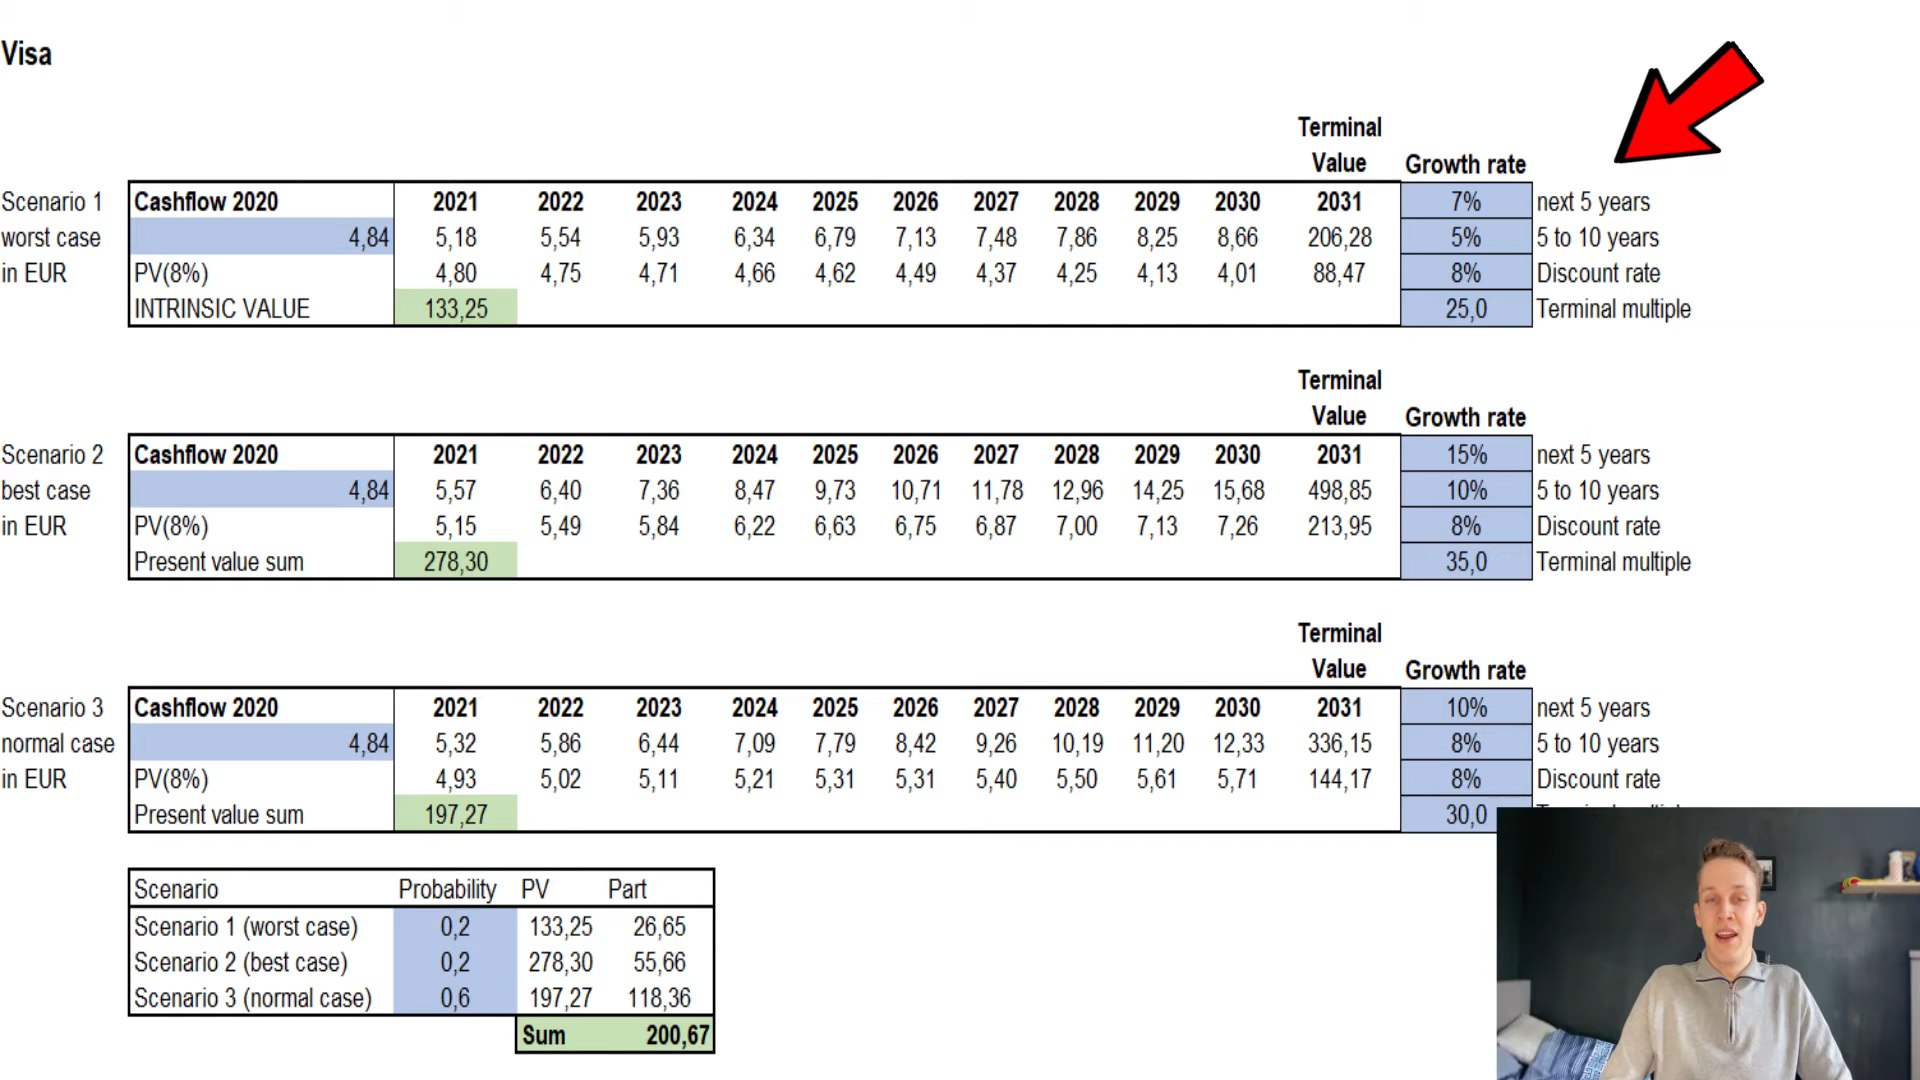 Visa
Terminal
Value Growth rate
Scenario 1 Cashflow 2020 2021 2022 2023 2024 2025 2026 2027 2028 2029 2030 2031 7% next 5 years
worst case 4,84 5,18 5,54 5,93 6,34 6,79 7,13 7,48 7,86 8,25 8,66 206,28 5% 5 to 10 years
in EUR PV(8%) 4,80 4,75 4,71 4,66 4,62 4,49 4,37 4,25 4,13 4,01 88,47 8% Discount rate
INTRINSIC VALUE 133,25 25,0 Terminal multiple
Terminal
Value Growth rate
Scenario 2 Cashflow 2020 2021 2022 2023 2024 2025 2026 2027 2028 2029 2030 2031 15% next 5 years
best case 4,84 5,57 6,40 7,36 8,47 9,73 10,71 11,78 12,96 14,25 15,68 498,85 10% 5 to 10 years
in EUR PV(8%) 5,15 5,49 5,84 6,22 6,63 6,75 6,87 7,00 7,13 7,26 213,95 8% Discount rate
Present value sum 278,30 35,0 Terminal multiple
Terminal
Value Growth rate
Scenario 3 Cashflow 2020 2021 2022 2023 2024 2025 2026 2027 2028 2029 2030 2031 10% next 5 years
normal case 4,84 5,32 5,86 6,44 7,09 7,79 8,42 9,26 10,19 11,20 12,33 336,15 8% 5 to 10 years
in EUR PV(8%) 4,93 5,02 5,11 5,21 5,31 5,31 5,40 5,50 5,61 5,71 144,17 8% Discount rate
Present value sum 197,27 30,0
Scenario Probability PV Part
Scenario 1 (worst case) 0,2 133,25 26,65
Scenario 2 (best case) 0,2 278,30 55,66
Scenario 3 (normal case) 0,6 197,27 118,36
Sum 200,67